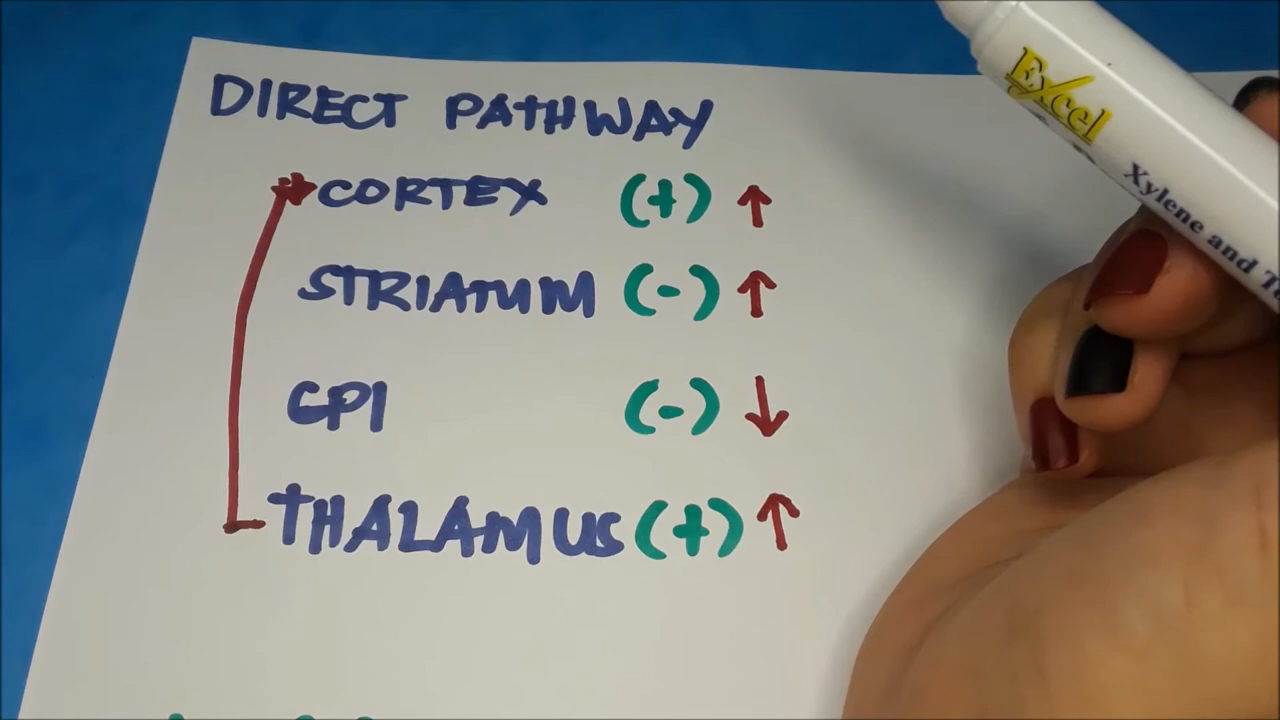 DIRECT PATHWAY
CORTEX (+) ↑
STRIATUM (-) ↑
GPI (-) ↓
THALAMUS (+) ↑
Excel
Xylene and